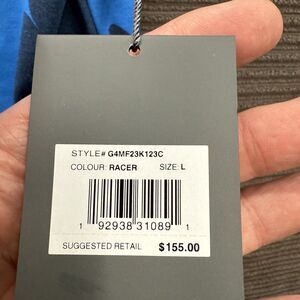 STYLE# G4MF23K123C
COLOUR: RACER SIZE: L
1 92938 31089 1
SUGGESTED RETAIL $155.00